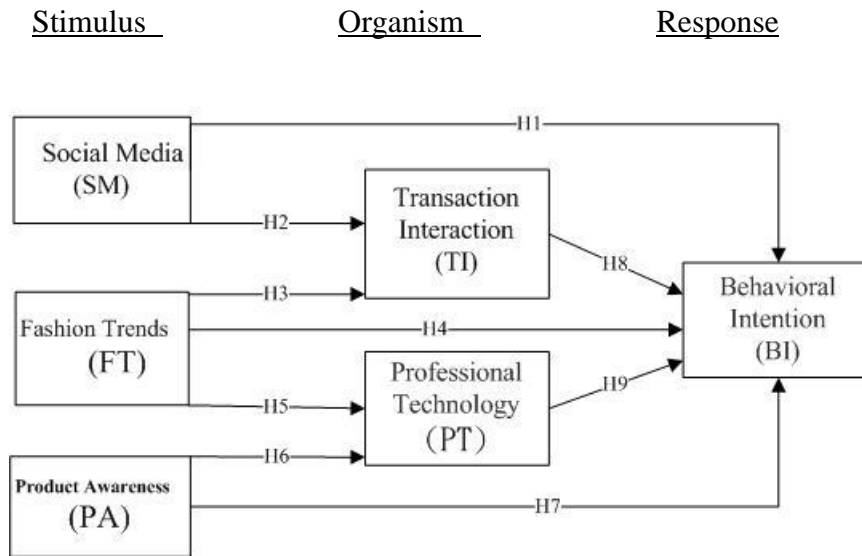 Stimulus
Organism
Response
H1
Social Media
(SM)
Transaction
Interaction
(TI)
H2
H8
H3
Behavioral
Intention
(BI)
Fashion Trends
(FT)
H4
Professional
Technology
(PT)
H9
H5
H6
Product Awareness
(PA)
H7